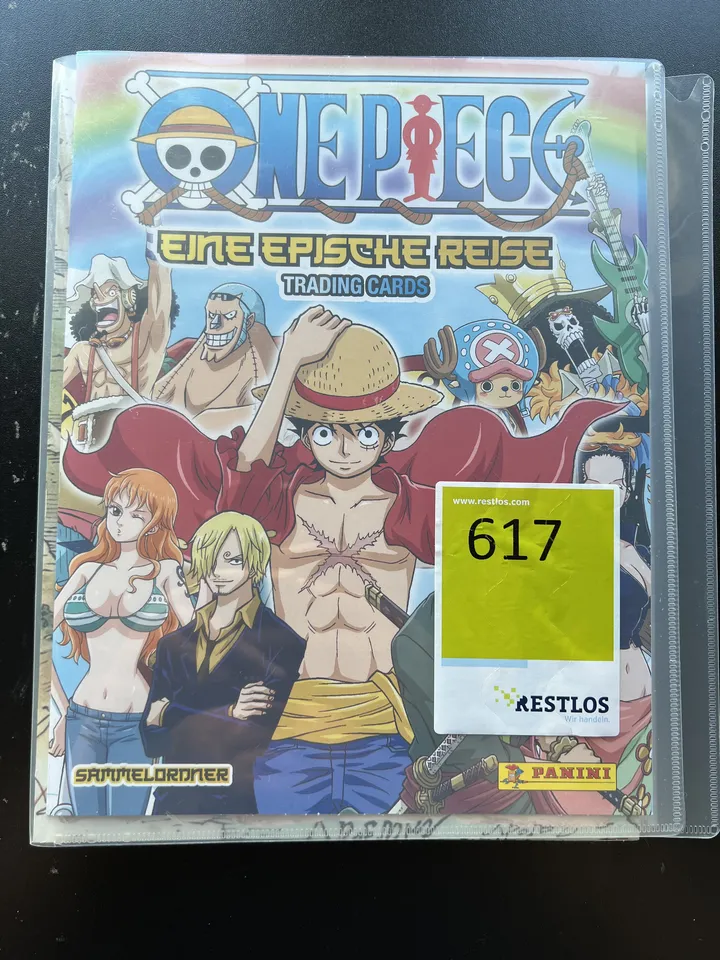 ONE PIECE
EINE EPISCHE REISE
TRADING CARDS
www.restlos.com
617
RESTLOS
Wir handeln.
SAMMELORDNER
PANINI